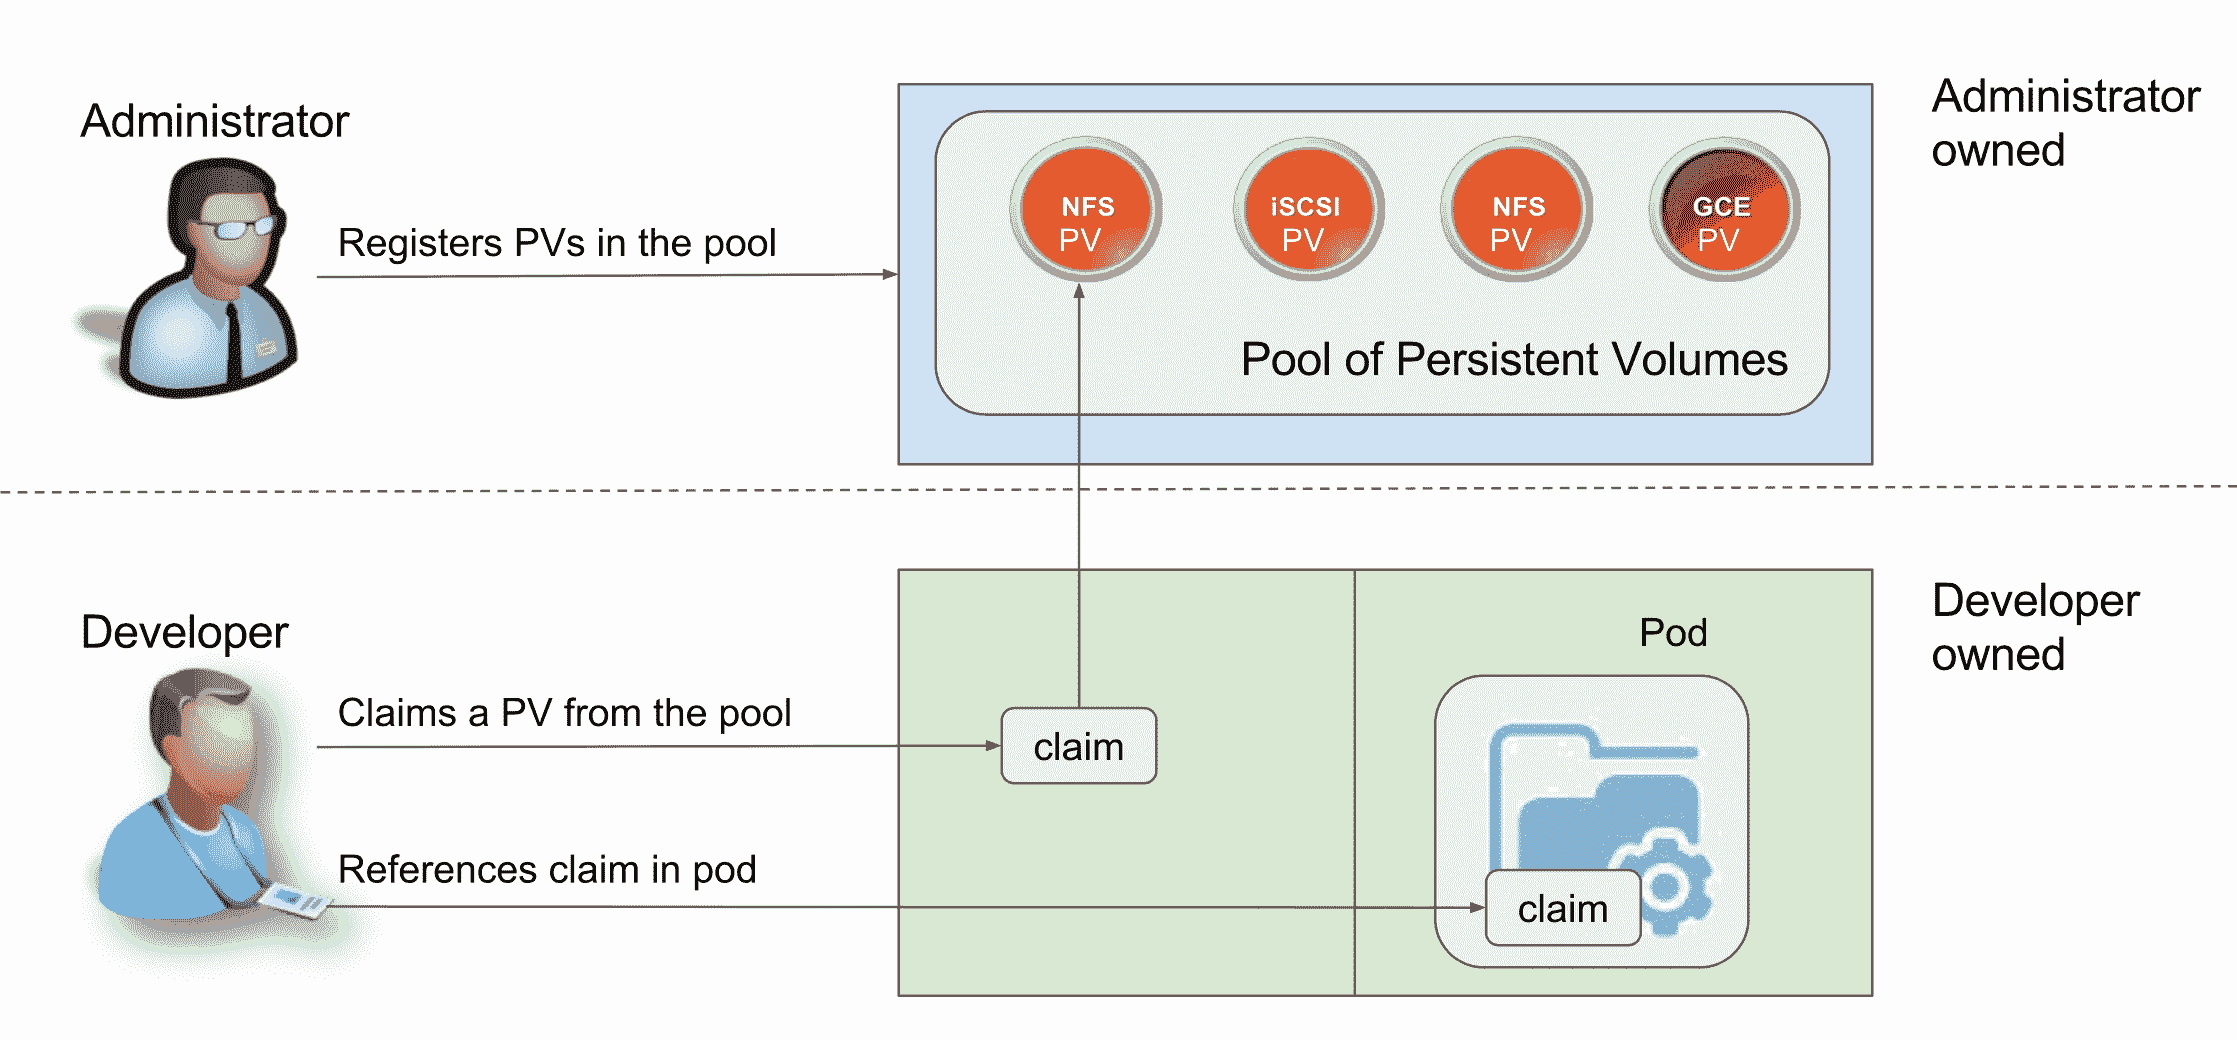 Administrator
Registers PVs in the pool
NFS
PV
iSCSI
PV
NFS
PV
GCE
PV
Pool of Persistent Volumes
Administrator
owned
Developer
Claims a PV from the pool
claim
References claim in pod
Pod
claim
Developer
owned